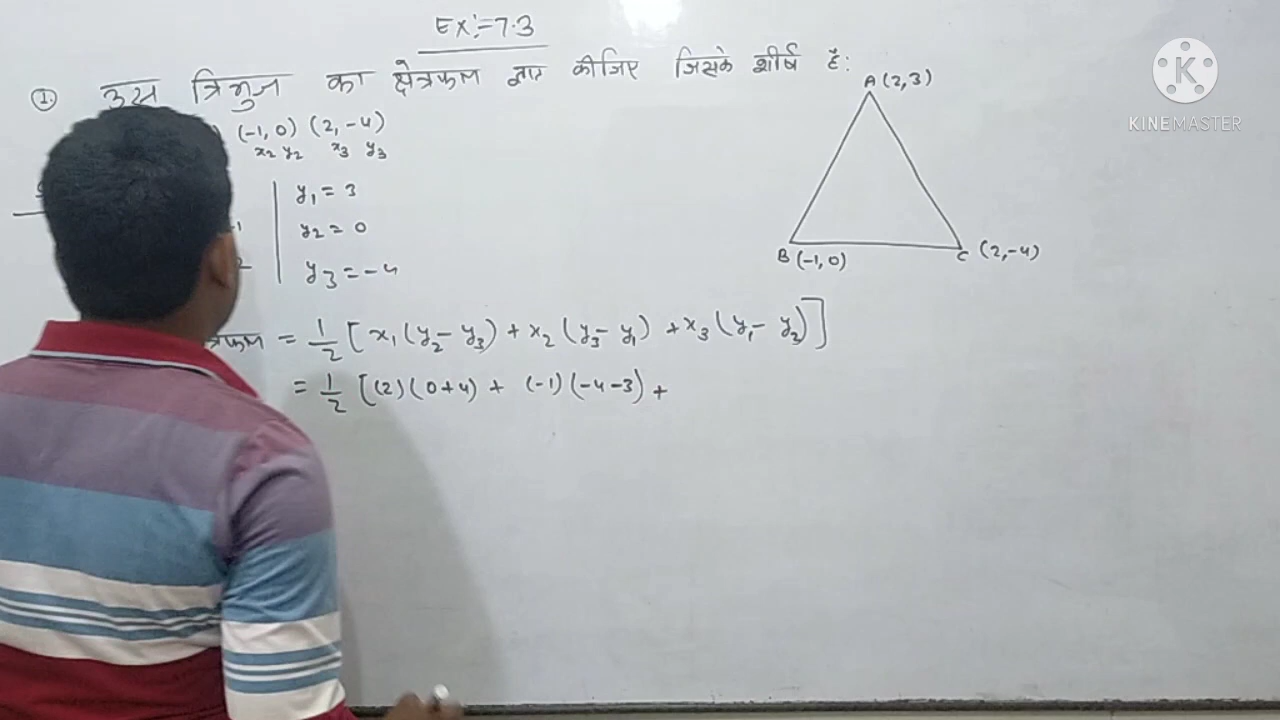 Ex:-7.3
①. उस त्रिभुज का क्षेत्रफल ज्ञात कीजिए जिसके शीर्ष है:
(-1, 0) (2, -4)
x₂ y₂ x₃ y₃
y₁ = 3
y₂ = 0
y₃ = -4
= 1/2 [x₁(y₂ - y₃) + x₂(y₃ - y₁) + x₃(y₁ - y₂)]
= 1/2 [(2)(0+4) + (-1)(-4-3) +
A (2, 3)
B (-1, 0)
C (2, -4)
K
KINEMASTER